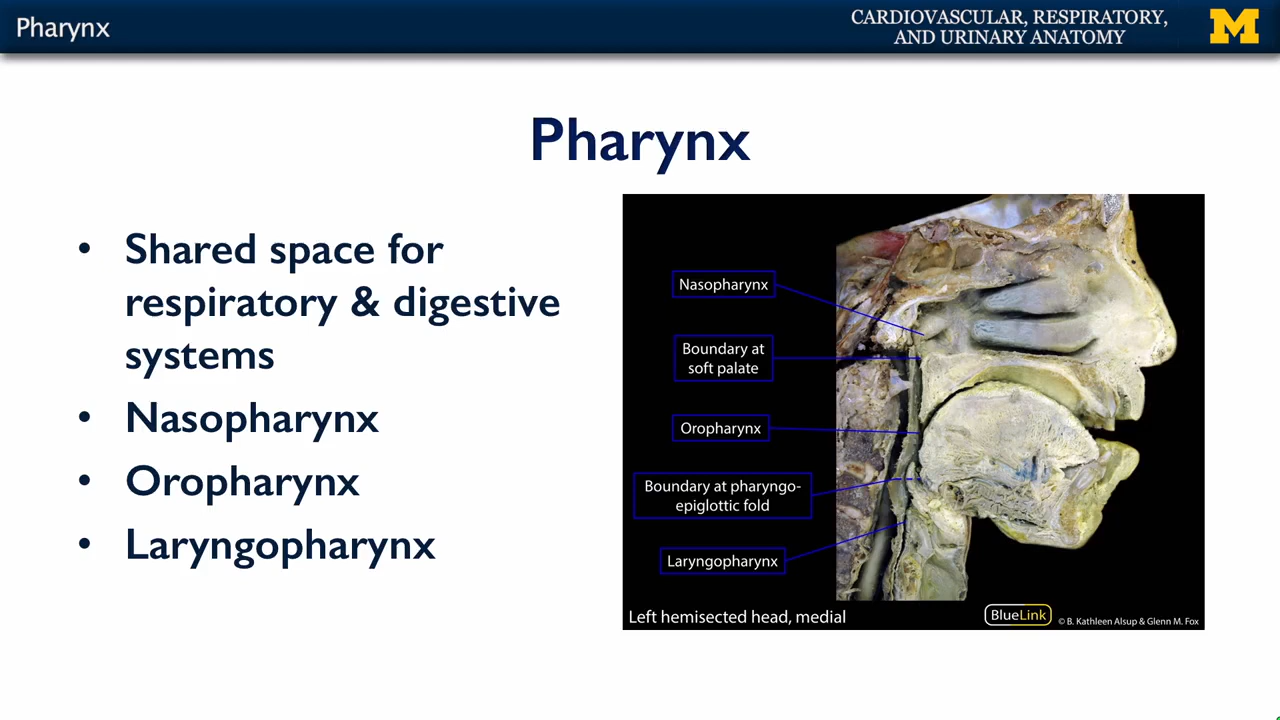 Pharynx
CARDIOVASCULAR, RESPIRATORY,
AND URINARY ANATOMY
M
Pharynx
• Shared space for
respiratory & digestive
systems
• Nasopharynx
• Oropharynx
• Laryngopharynx
Nasopharynx
Boundary at
soft palate
Oropharynx
Boundary at pharyngo-
epiglottic fold
Laryngopharynx
Left hemisected head, medial
BlueLink
© B. Kathleen Alsup & Glenn M. Fox